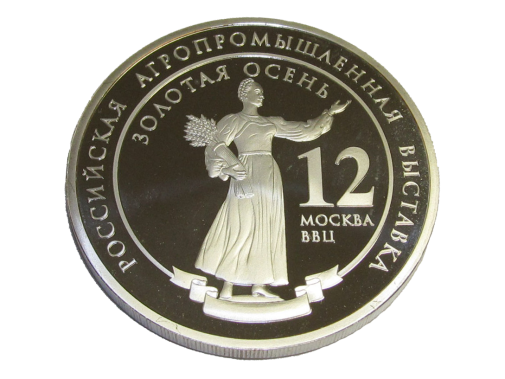 РОССИЙСКАЯ АГРОПРОМЫШЛЕННАЯ ВЫСТАВКА
ЗОЛОТАЯ ОСЕНЬ
12
МОСКВА
ВВЦ